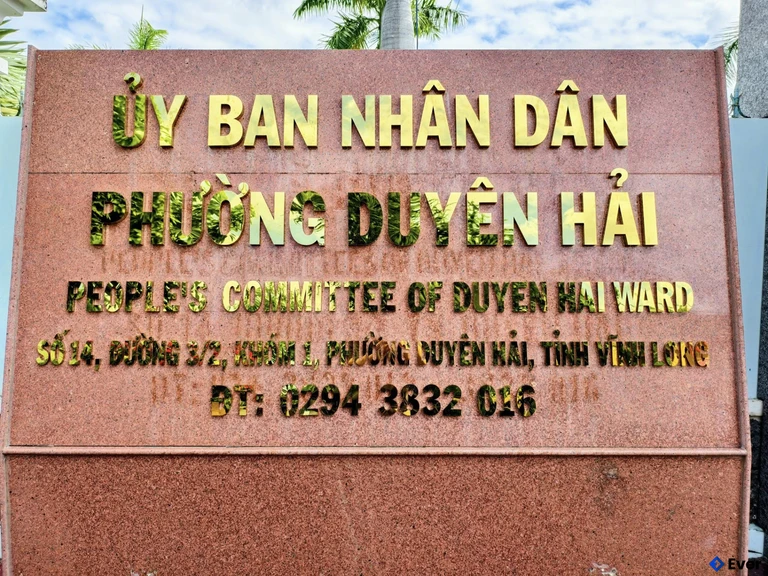 ỦY BAN NHÂN DÂN
PHƯỜNG DUYÊN HẢI
PEOPLE'S COMMITTEE OF DUYEN HAI WARD
SỐ 14, ĐƯỜNG 3/2, KHÓM 1, PHƯỜNG DUYÊN HẢI, TỈNH VĨNH LONG
ĐT: 0294 3832 016
Ever